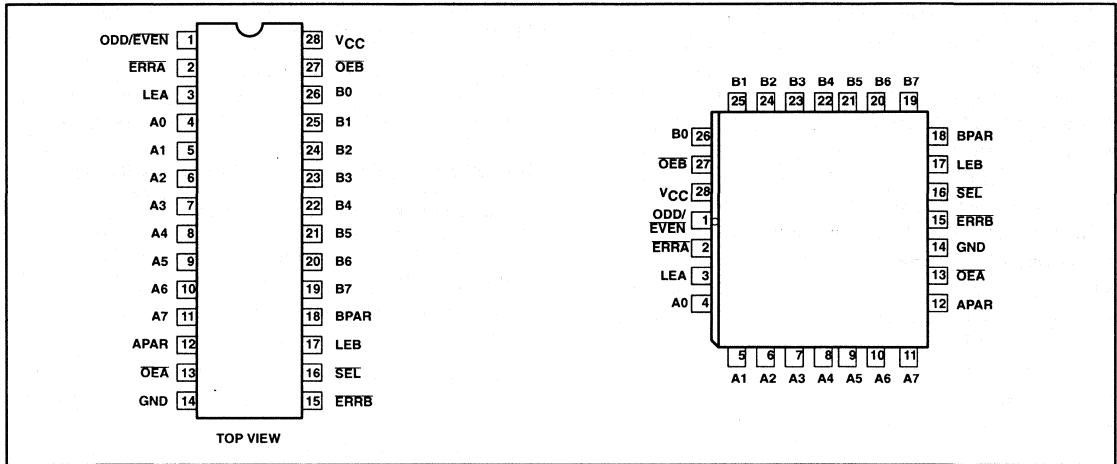 ODD/EVEN 1 28 VCC
ERRA 2 27 OEB
LEA 3 26 B0
A0 4 25 B1
A1 5 24 B2
A2 6 23 B3
A3 7 22 B4
A4 8 21 B5
A5 9 20 B6
A6 10 19 B7
A7 11 18 BPAR
APAR 12 17 LEB
OEA 13 16 SEL
GND 14 15 ERRB
TOP VIEW
B1 B2 B3 B4 B5 B6 B7
25 24 23 22 21 20 19
B0 26 18 BPAR
OEB 27 17 LEB
VCC 28 16 SEL
ODD/
EVEN 1 15 ERRB
ERRA 2 14 GND
LEA 3 13 OEA
A0 4 12 APAR
5 6 7 8 9 10 11
A1 A2 A3 A4 A5 A6 A7